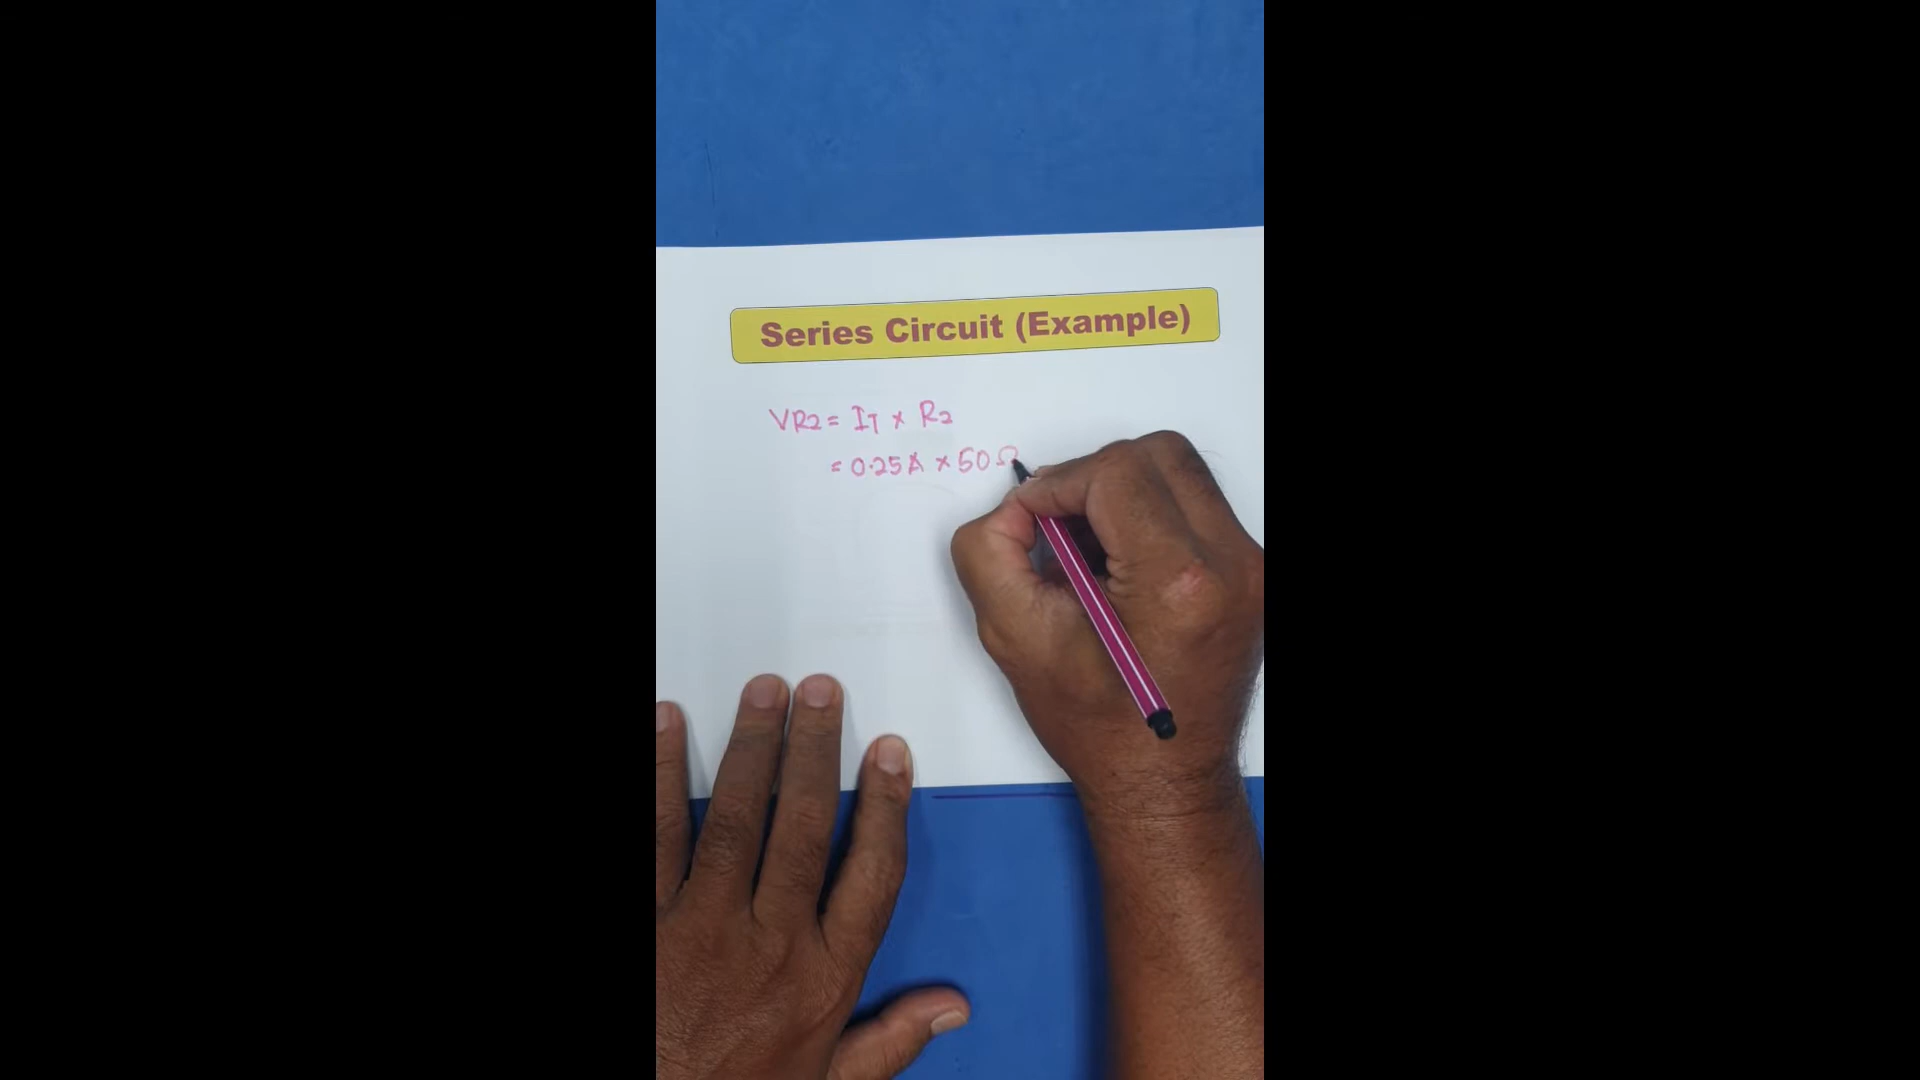 Series Circuit (Example)
VR2 = IT × R2
= 0.25A × 50Ω